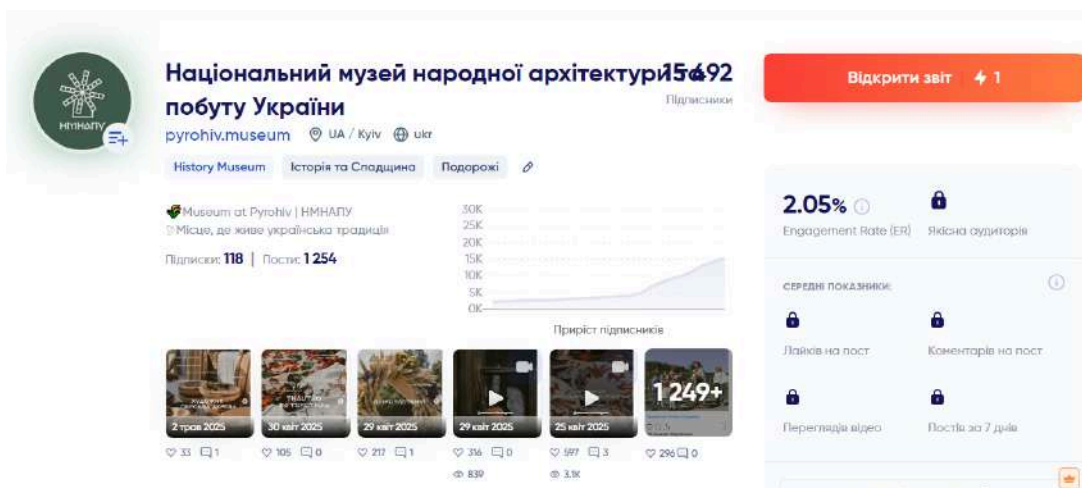 НМНАПУ
Національний музей народної архітектури та
побуту України
15 692
Підписники
pyrohiv.museum UA / Kyiv ukr
History Museum Історія та Спадщина Подорожі
Museum at Pyrohiv | НМНАПУ
Місце, де живе українська традиція
Підписки: 118 | Пости: 1 254
30K
25K
20K
15K
10K
5K
0K
Приріст підписників
2 трав 2025
30 квіт 2025
29 квіт 2025
29 квіт 2025
25 квіт 2025
1 249+
33 1
105 0
217 1
316 0
597 3
296 0
839
3.1K
Відкрити звіт 1
2.05%
Engagement Rate (ER)
Якісна аудиторія
СЕРЕДНІ ПОКАЗНИКИ:
Лайків на пост
Коментарів на пост
Переглядів відео
Постів за 7 днів